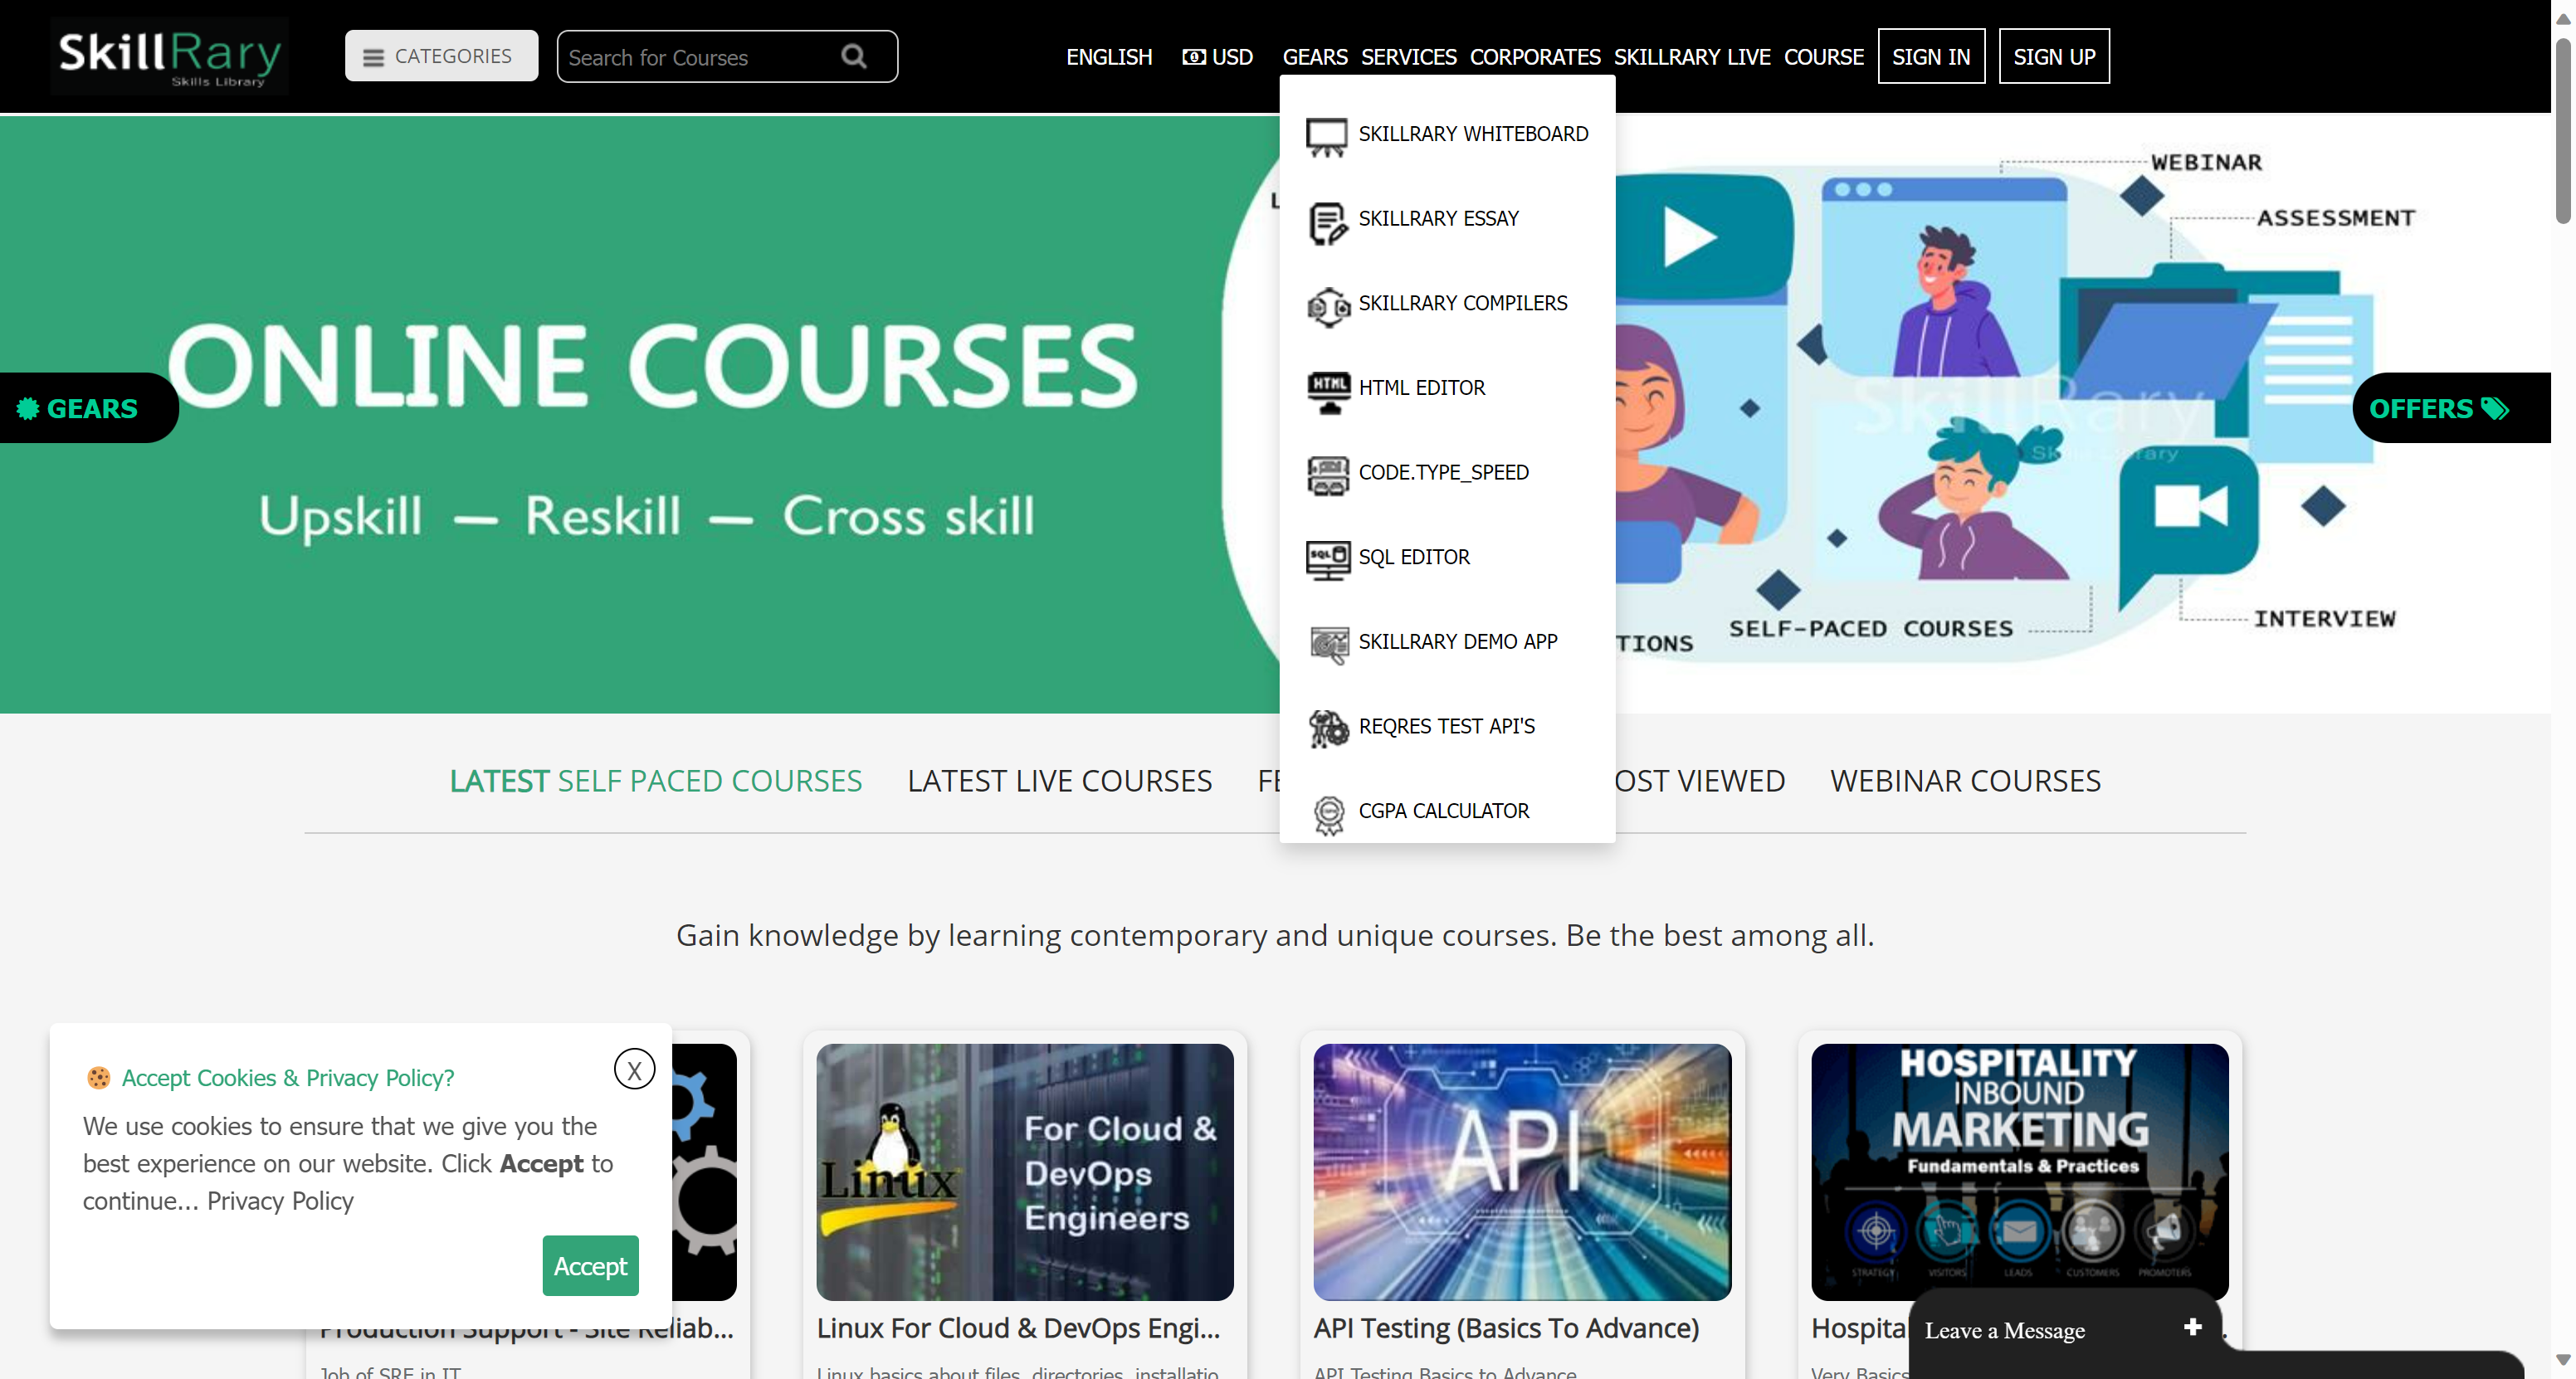 SkillRary
Skills Library
CATEGORIES
Search for Courses
ENGLISH
USD
GEARS
SERVICES
CORPORATES
SKILLRARY LIVE
COURSE
SIGN IN
SIGN UP
SKILLRARY WHITEBOARD
SKILLRARY ESSAY
SKILLRARY COMPILERS
HTML
HTML EDITOR
CODE.TYPE_SPEED
SQL
SQL EDITOR
SKILLRARY DEMO APP
REQRES TEST API'S
CGPA CALCULATOR
ONLINE COURSES
Upskill — Reskill — Cross skill
GEARS
OFFERS
WEBINAR
ASSESSMENT
SkillRary
Skills Library
SELF-PACED COURSES
TIONS
INTERVIEW
LATEST SELF PACED COURSES
LATEST LIVE COURSES
FE
OST VIEWED
WEBINAR COURSES
Gain knowledge by learning contemporary and unique courses. Be the best among all.
Accept Cookies & Privacy Policy?
X
We use cookies to ensure that we give you the
best experience on our website. Click Accept to
continue... Privacy Policy
Accept
Production Support - Site Reliab...
Job of SRE in IT
Linux
For Cloud &
DevOps
Engineers
Linux For Cloud & DevOps Engi...
Linux basics about files, directories, installatio
API
API Testing (Basics To Advance)
API Testing Basics to Advance
HOSPITALITY
INBOUND
MARKETING
Fundamentals & Practices
STRATEGY
VISITORS
LEADS
CUSTOMERS
PROMOTERS
Hospita
Very Basics
Leave a Message